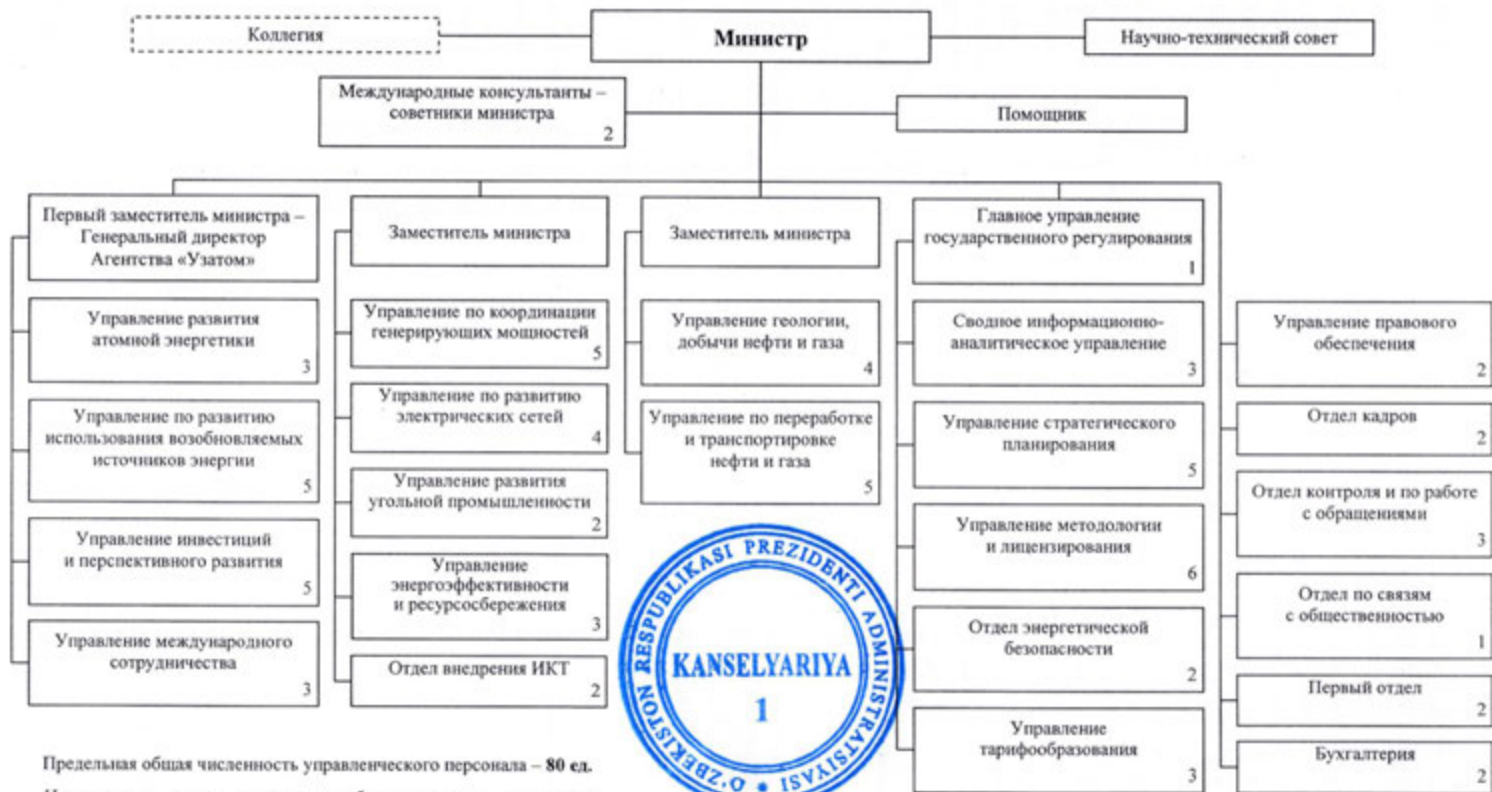 Коллегия
Министр
Научно-технический совет
Международные консультанты –
советники министра
2
Помощник
Первый заместитель министра –
Генеральный директор
Агентства «Узатом»
Управление развития
атомной энергетики
3
Управление по развитию
использования возобновляемых
источников энергии
5
Управление инвестиций
и перспективного развития
5
Управление международного
сотрудничества
3
Заместитель министра
Управление по координации
генерирующих мощностей
5
Управление по развитию
электрических сетей
4
Управление развития
угольной промышленности
2
Управление
энергоэффективности
и ресурсосбережения
3
Отдел внедрения ИКТ
2
Заместитель министра
Управление геологии,
добычи нефти и газа
4
Управление по переработке
и транспортировке
нефти и газа
5
Главное управление
государственного регулирования
1
Сводное информационно-
аналитическое управление
3
Управление стратегического
планирования
5
Управление методологии
и лицензирования
6
Отдел энергетической
безопасности
2
Управление
тарифообразования
3
Управление правового
обеспечения
2
Отдел кадров
2
Отдел контроля и по работе
с обращениями
3
Отдел по связям
с общественностью
1
Первый отдел
2
Бухгалтерия
2
O'ZBEKISTON RESPUBLIKASI PREZIDENTI ADMINISTRATSIYASI
KANSELYARIYA
1
Предельная общая численность управленческого персонала – 80 ед.